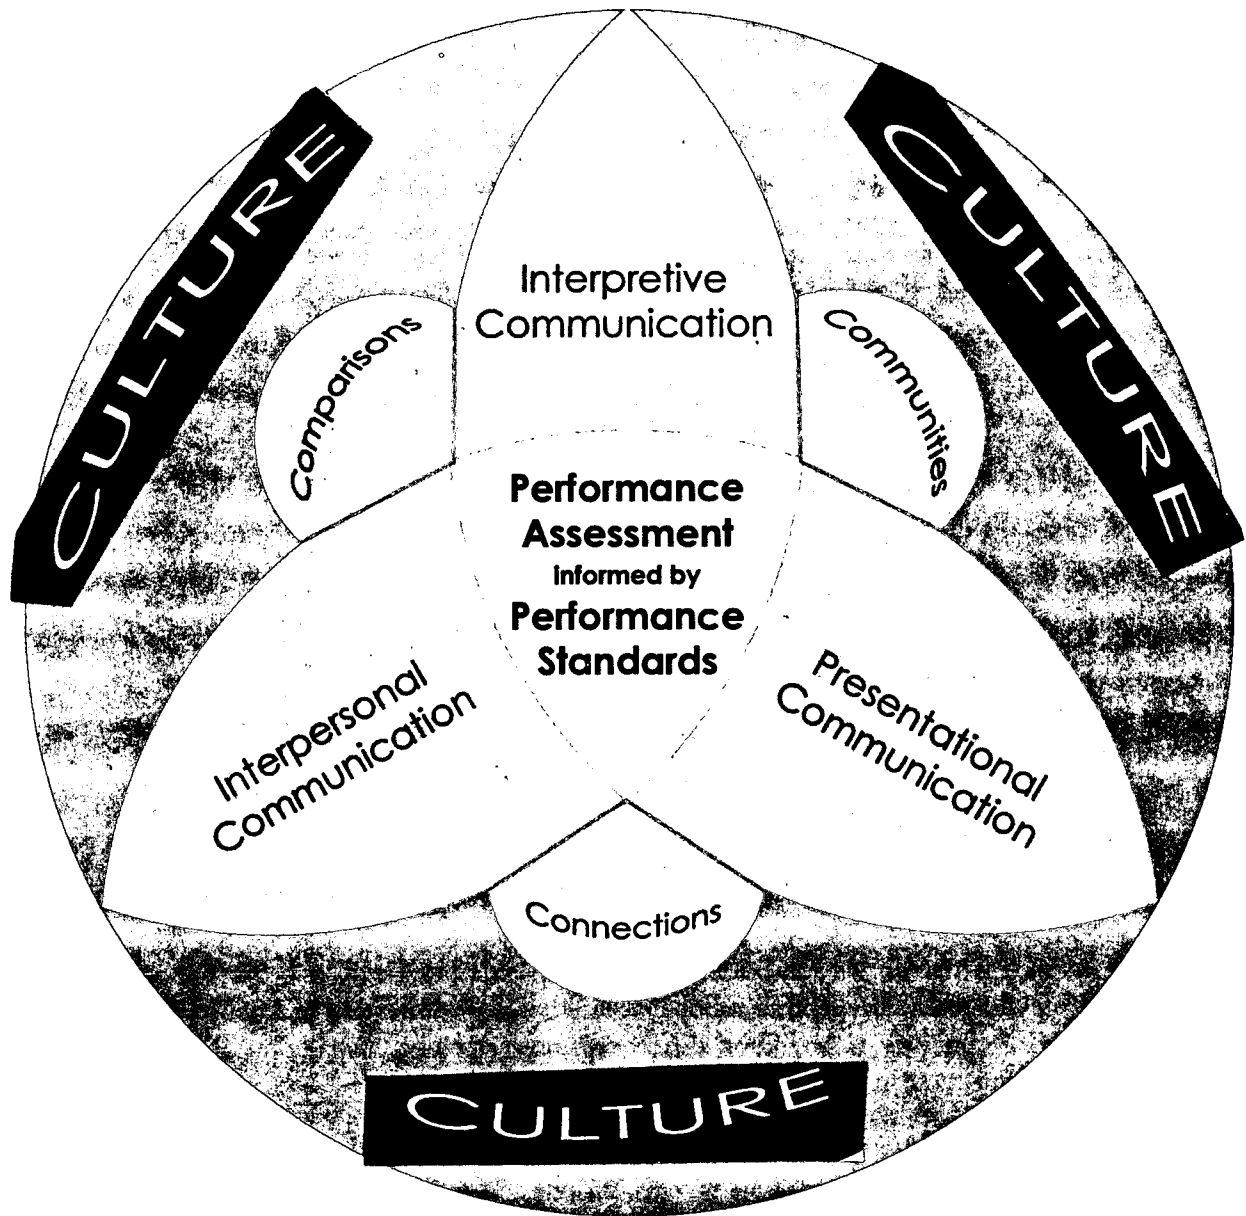 CULTURE
CULTURE
Interpretive
Communication
Comparisons
Communities
Performance
Assessment
informed by
Performance
Standards
Interpersonal
Communication
Presentational
Communication
Connections
CULTURE